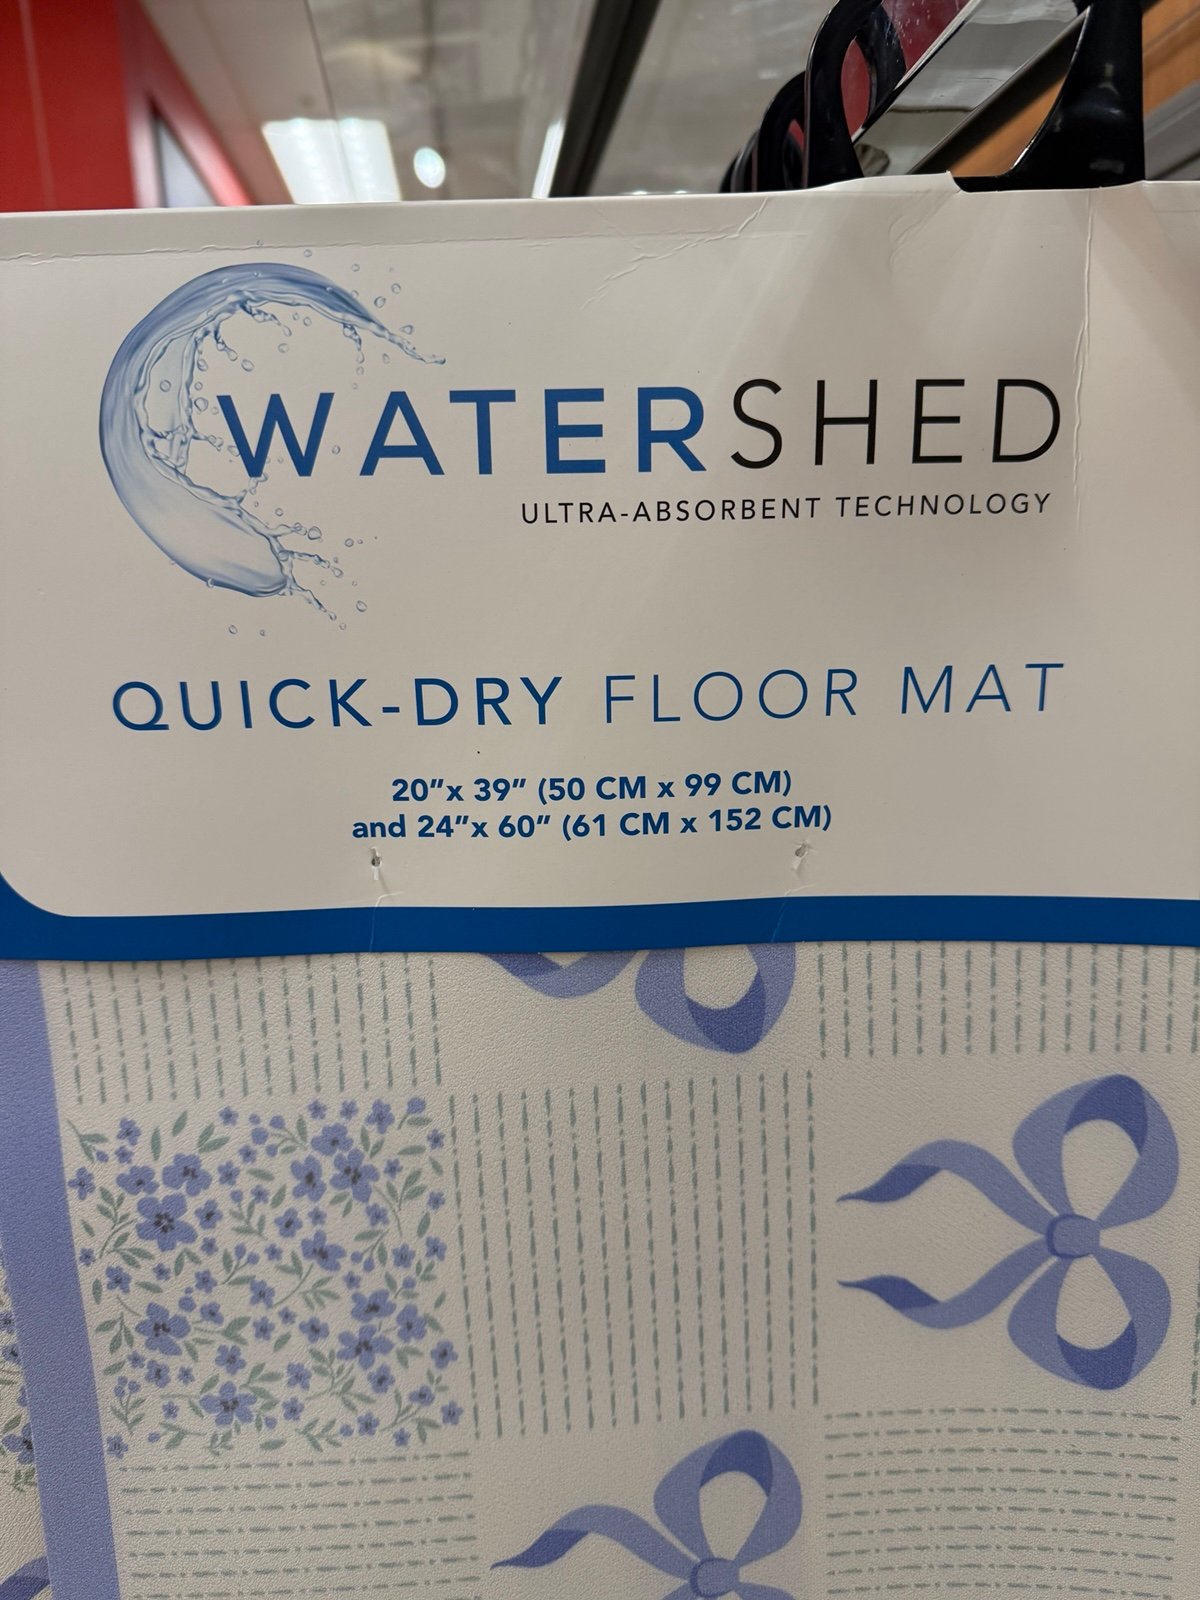 WATERSHED
ULTRA-ABSORBENT TECHNOLOGY
QUICK-DRY FLOOR MAT
20”x 39” (50 CM x 99 CM)
and 24”x 60” (61 CM x 152 CM)